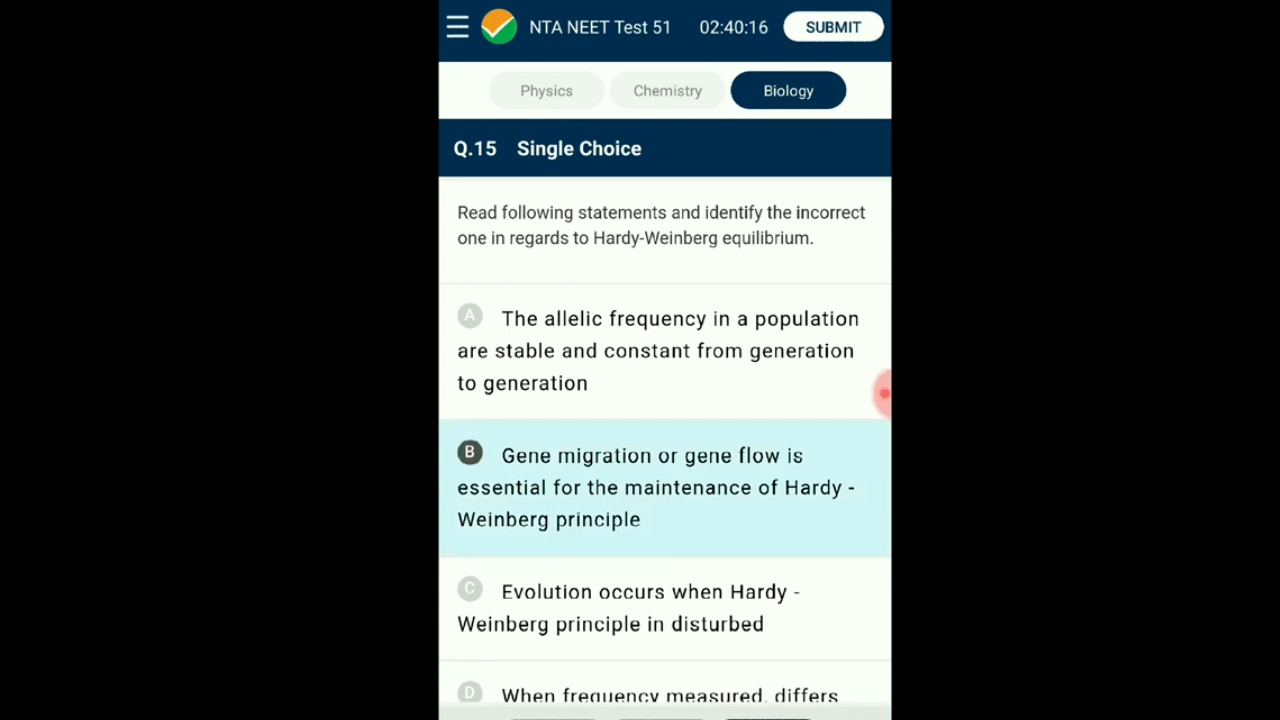 NTA NEET Test 51 02:40:16 SUBMIT
Physics Chemistry Biology
Q.15 Single Choice
Read following statements and identify the incorrect
one in regards to Hardy-Weinberg equilibrium.
A The allelic frequency in a population
are stable and constant from generation
to generation
B Gene migration or gene flow is
essential for the maintenance of Hardy -
Weinberg principle
C Evolution occurs when Hardy -
Weinberg principle in disturbed
D When frequency measured, differs